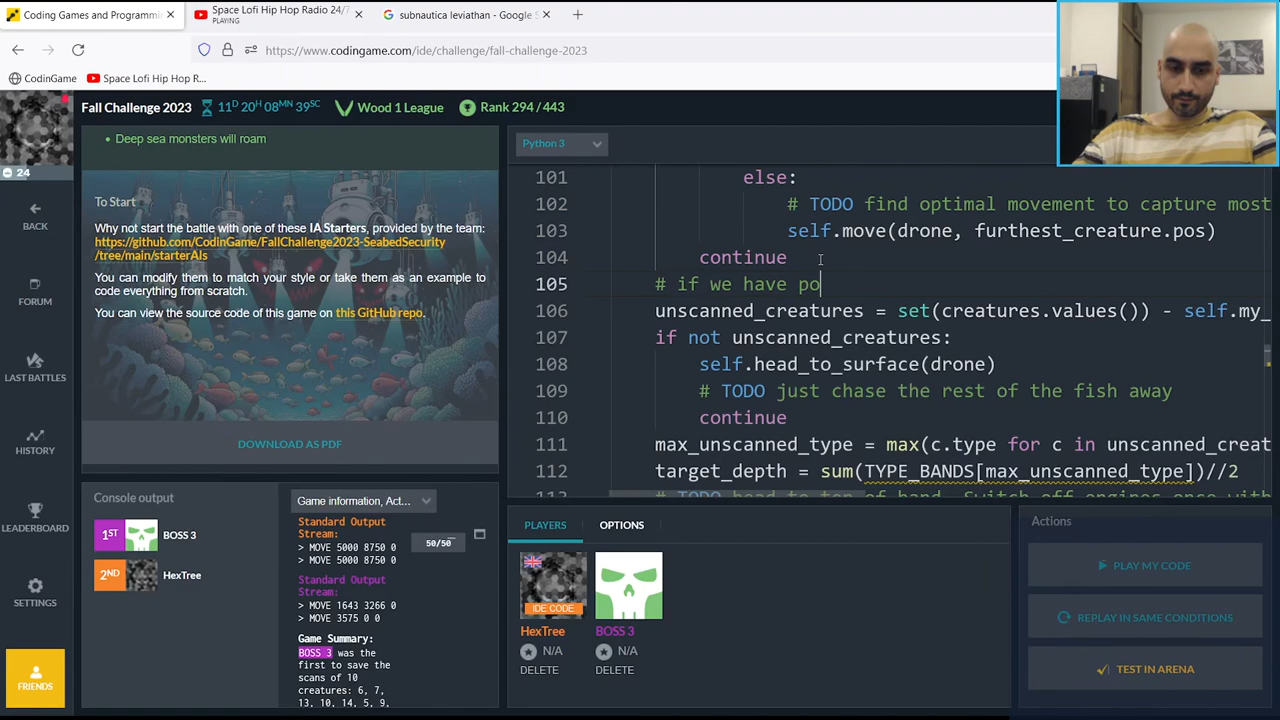 Coding Games and Programmi
Space Lofi Hip Hop Radio 24/7
PLAYING
subnautica leviathan - Google S
https://www.codingame.com/ide/challenge/fall-challenge-2023
CodinGame
Space Lofi Hip Hop R...
Fall Challenge 2023
11D 20H 08MN 39SC
Wood 1 League
Rank 294 / 443
24
BACK
FORUM
LAST BATTLES
HISTORY
LEADERBOARD
SETTINGS
FRIENDS
• Deep sea monsters will roam
To Start
Why not start the battle with one of these IA Starters, provided by the team:
https://github.com/CodinGame/FallChallenge2023-SeabedSecurity
/tree/main/starterAIs
You can modify them to match your style or take them as an example to
code everything from scratch.
You can view the source code of this game on this GitHub repo.
DOWNLOAD AS PDF
Python 3
101 else:
102 # TODO find optimal movement to capture most
103 self.move(drone, furthest_creature.pos)
104 continue
105 # if we have po
106 unscanned_creatures = set(creatures.values()) - self.my_
107 if not unscanned_creatures:
108 self.head_to_surface(drone)
109 # TODO just chase the rest of the fish away
110 continue
111 max_unscanned_type = max(c.type for c in unscanned_creat
112 target_depth = sum(TYPE_BANDS[max_unscanned_type])//2
Console output
1ST BOSS 3
2ND HexTree
Game information, Act...
50/50
Standard Output
Stream:
> MOVE 5000 8750 0
> MOVE 5000 8750 0
Standard Output
Stream:
> MOVE 1643 3266 0
> MOVE 3575 0 0
Game Summary:
BOSS 3 was the
first to save the
scans of 10
creatures: 6, 7,
13, 10, 14, 5, 9,
PLAYERS
OPTIONS
IDE CODE
HexTree
N/A
DELETE
BOSS 3
N/A
DELETE
Actions
PLAY MY CODE
REPLAY IN SAME CONDITIONS
TEST IN ARENA